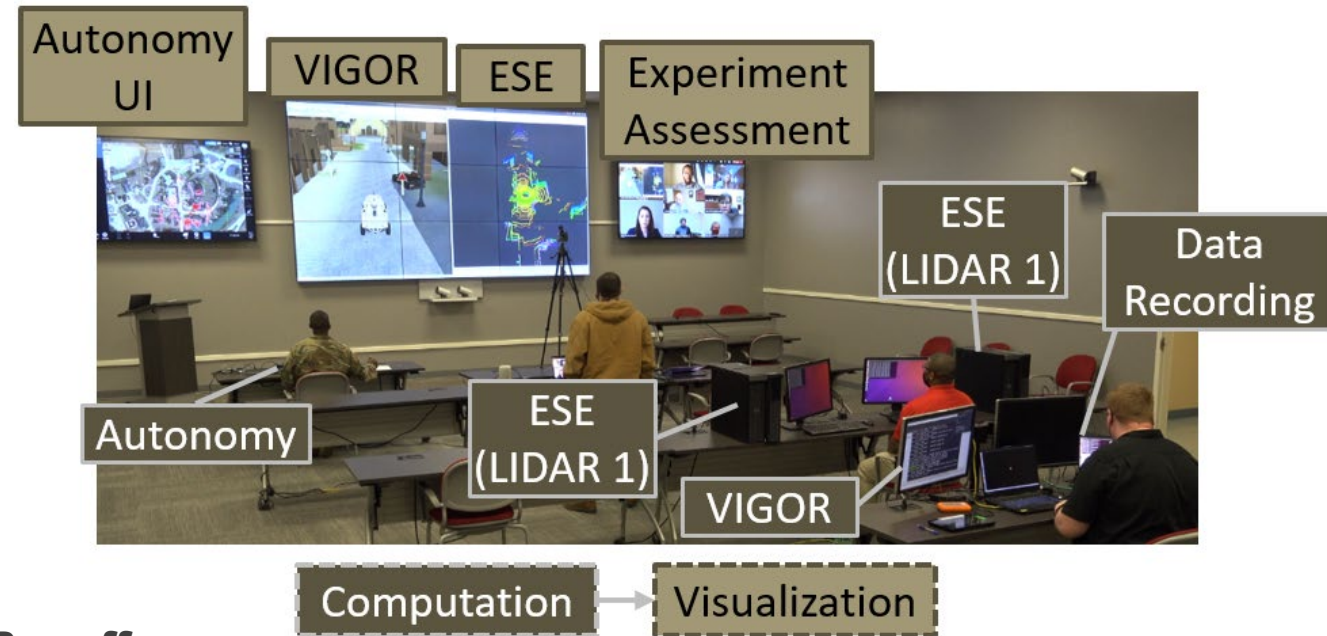 Autonomy
UI
VIGOR
ESE
Experiment
Assessment
ESE
(LIDAR 1)
Data
Recording
Autonomy
ESE
(LIDAR 1)
VIGOR
Computation
Visualization